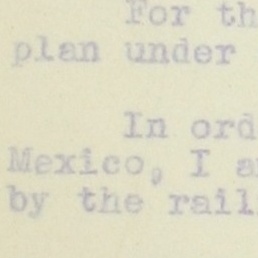 For th
plan under
In ord
Mexico, I a
by the rail